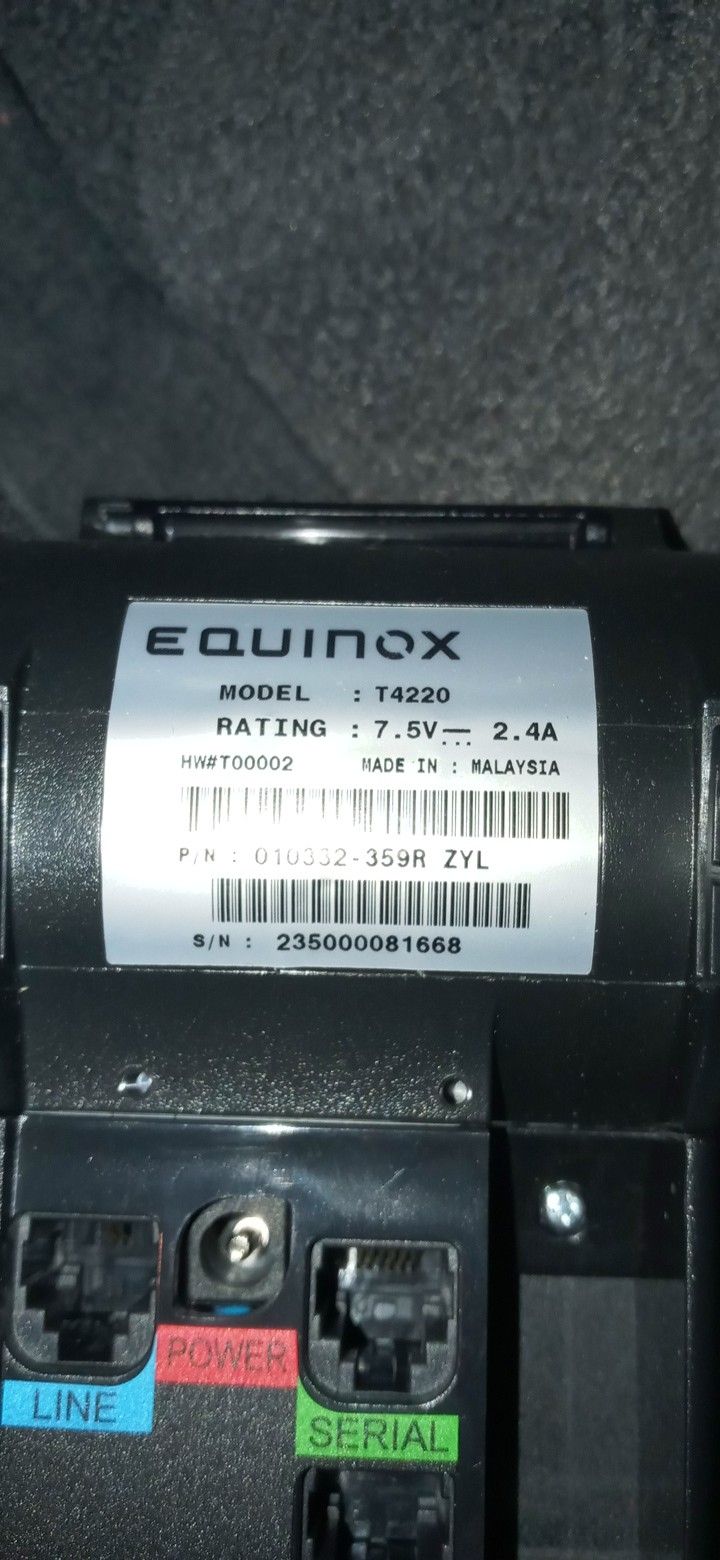 EQUINOX
MODEL : T4220
RATING : 7.5V 2.4A
HW#T00002 MADE IN : MALAYSIA
P/N : 010332-359R ZYL
S/N : 235000081668
POWER
LINE
SERIAL